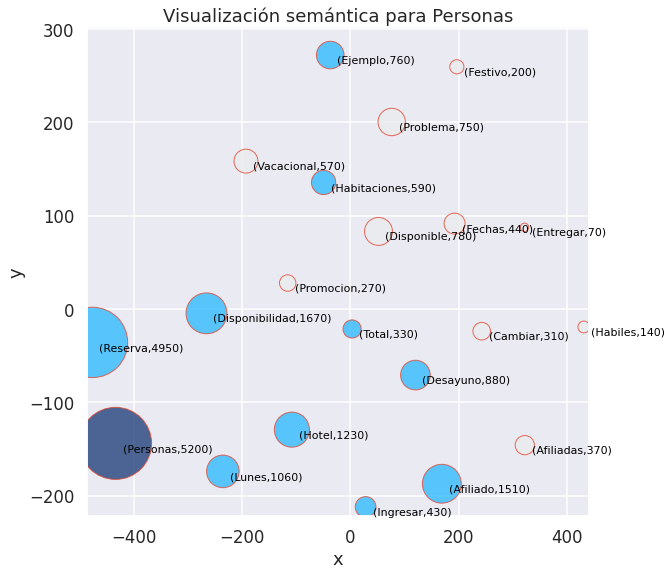 Visualización semántica para Personas
300
200
100
0
−100
−200
y
(Ejemplo,760)
(Festivo,200)
(Problema,750)
(Vacacional,570)
(Habitaciones,590)
(Fechas,440)
(Entregar,70)
(Disponible,780)
(Promocion,270)
(Disponibilidad,1670)
(Total,330)
(Cambiar,310)
(Habiles,140)
(Reserva,4950)
(Desayuno,880)
(Hotel,1230)
(Personas,5200)
(Afiliadas,370)
(Lunes,1060)
(Afiliado,1510)
(Ingresar,430)
−400
−200
0
200
400
x